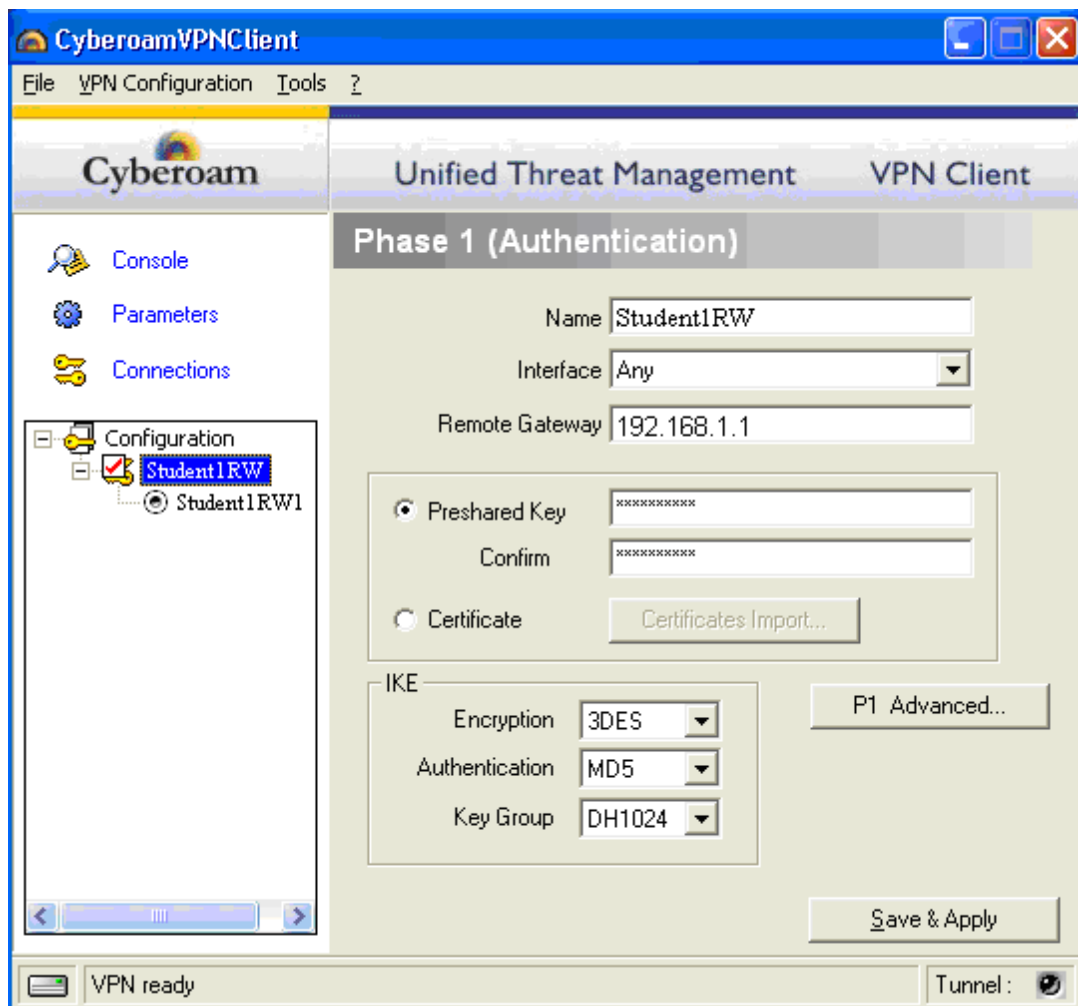 CyberoamVPNClient
File VPN Configuration Tools ?
Cyberoam
Unified Threat Management VPN Client
Console
Parameters
Connections
Configuration
Student1RW
Student1RW1
Phase 1 (Authentication)
Name Student1RW
Interface Any
Remote Gateway 192.168.1.1
Preshared Key **********
Confirm **********
Certificate Certificates Import...
IKE
Encryption 3DES
Authentication MD5
Key Group DH1024
P1 Advanced...
Save & Apply
VPN ready
Tunnel :